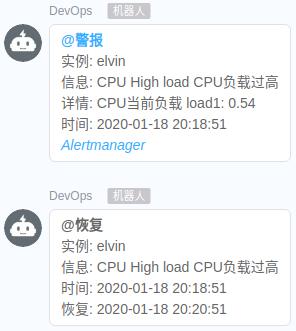 DevOps 机器人
@警报
实例: elvin
信息: CPU High load CPU负载过高
详情: CPU当前负载 load1: 0.54
时间: 2020-01-18 20:18:51
Alertmanager
DevOps 机器人
@恢复
实例: elvin
信息: CPU High load CPU负载过高
时间: 2020-01-18 20:18:51
恢复: 2020-01-18 20:20:51